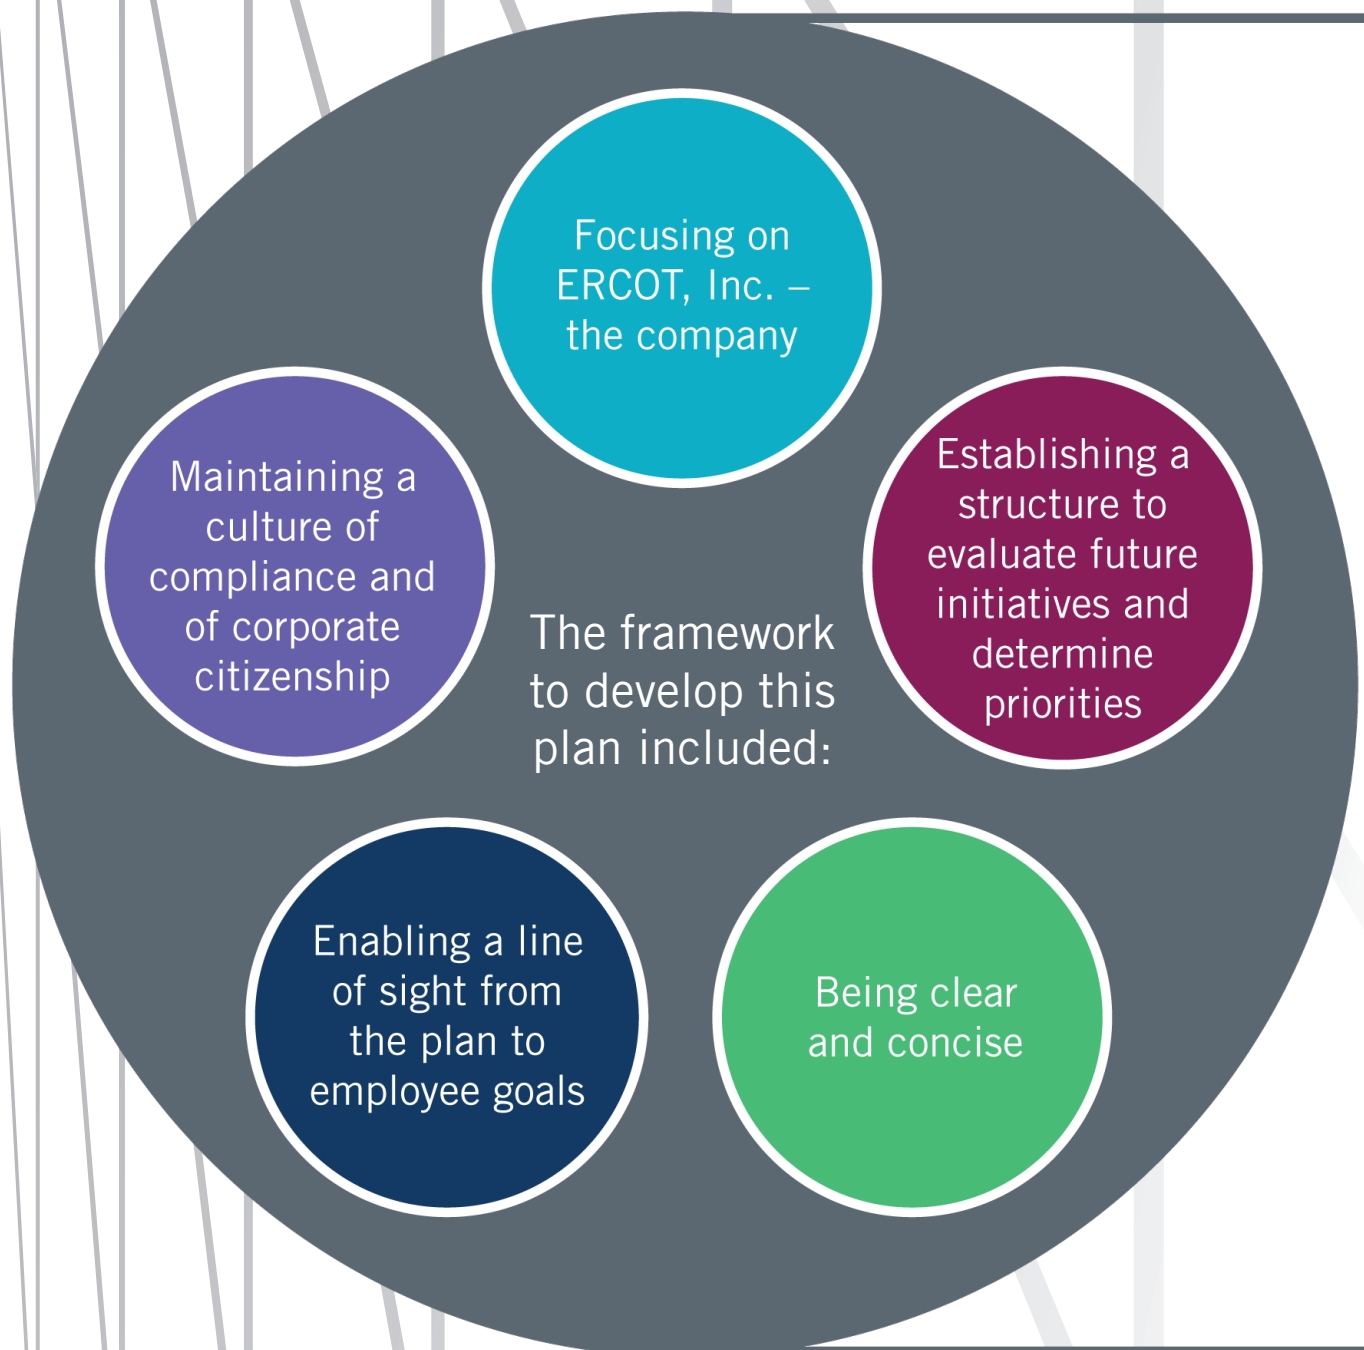 Focusing on
ERCOT, Inc. –
the company
Establishing a
structure to
evaluate future
initiatives and
determine
priorities
Maintaining a
culture of
compliance and
of corporate
citizenship
The framework
to develop this
plan included:
Enabling a line
of sight from
the plan to
employee goals
Being clear
and concise